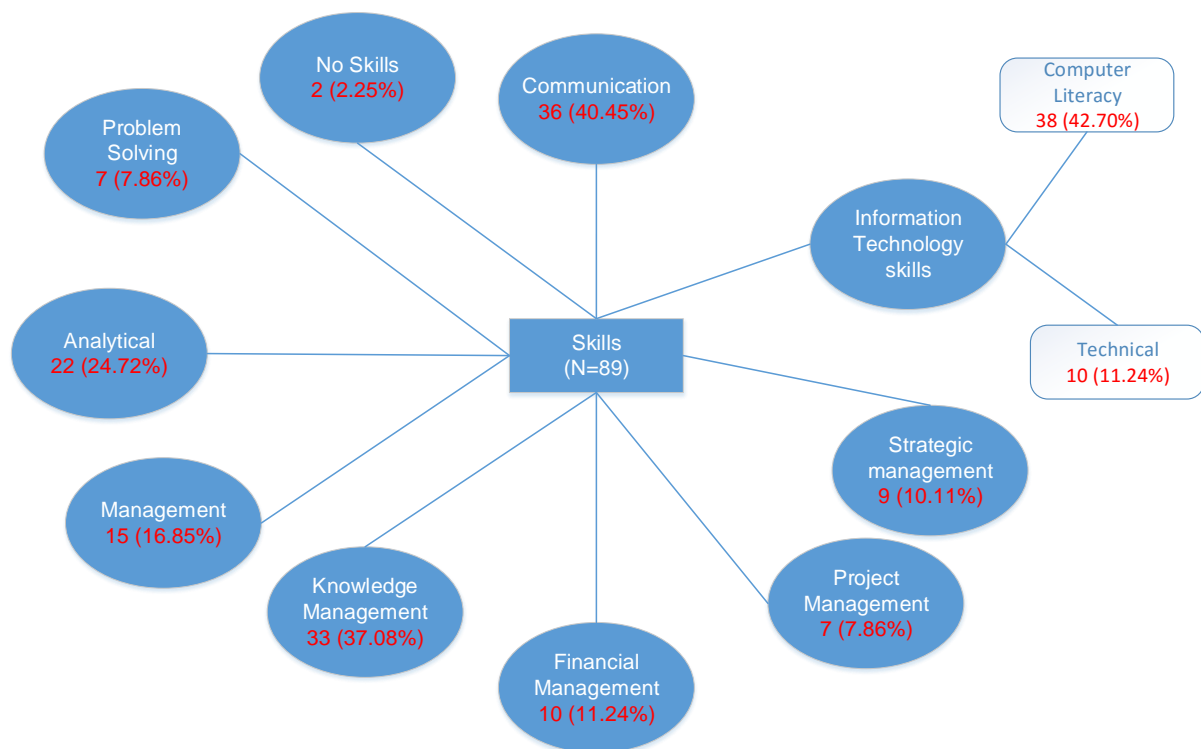 No Skills
2 (2.25%)
Communication
36 (40.45%)
Computer
Literacy
38 (42.70%)
Problem
Solving
7 (7.86%)
Information
Technology
skills
Analytical
22 (24.72%)
Skills
(N=89)
Technical
10 (11.24%)
Strategic
management
9 (10.11%)
Management
15 (16.85%)
Knowledge
Management
33 (37.08%)
Project
Management
7 (7.86%)
Financial
Management
10 (11.24%)